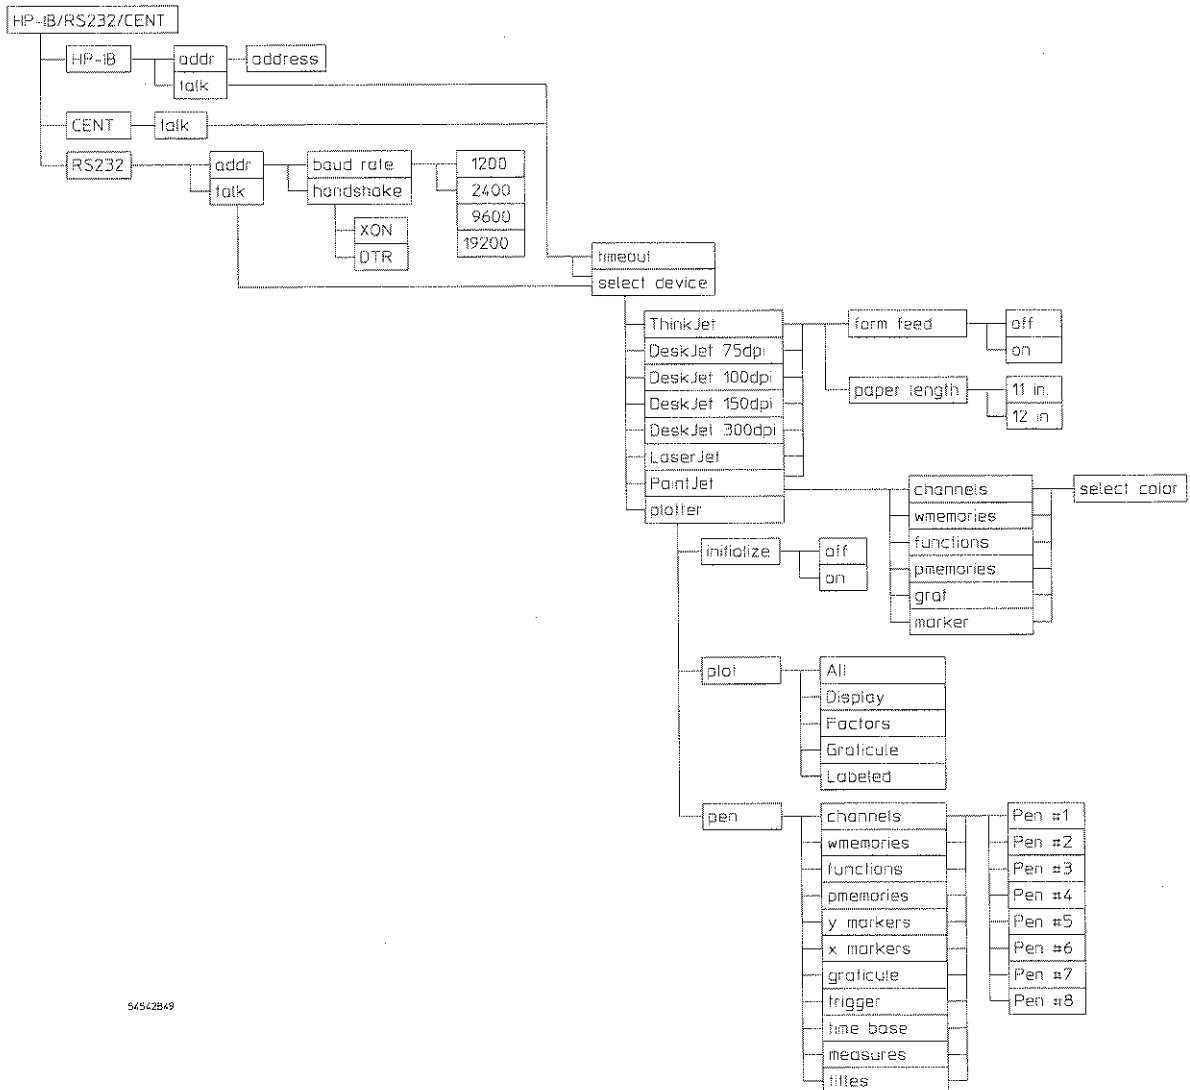 HP-IB/RS232/CENT
HP-IB
addr
address
talk
CENT
talk
RS232
addr
talk
baud rate
handshake
1200
2400
9600
19200
XON
DTR
timeout
select device
ThinkJet
DeskJet 75dpi
DeskJet 100dpi
DeskJet 150dpi
DeskJet 300dpi
LaserJet
PaintJet
plotter
form feed
off
on
paper length
11 in.
12 in
channels
wmemories
functions
pmemories
grat
marker
select color
initialize
off
on
plot
All
Display
Factors
Graticule
Labeled
pen
channels
wmemories
functions
pmemories
y markers
x markers
graticule
trigger
time base
measures
titles
Pen #1
Pen #2
Pen #3
Pen #4
Pen #5
Pen #6
Pen #7
Pen #8
54542B49